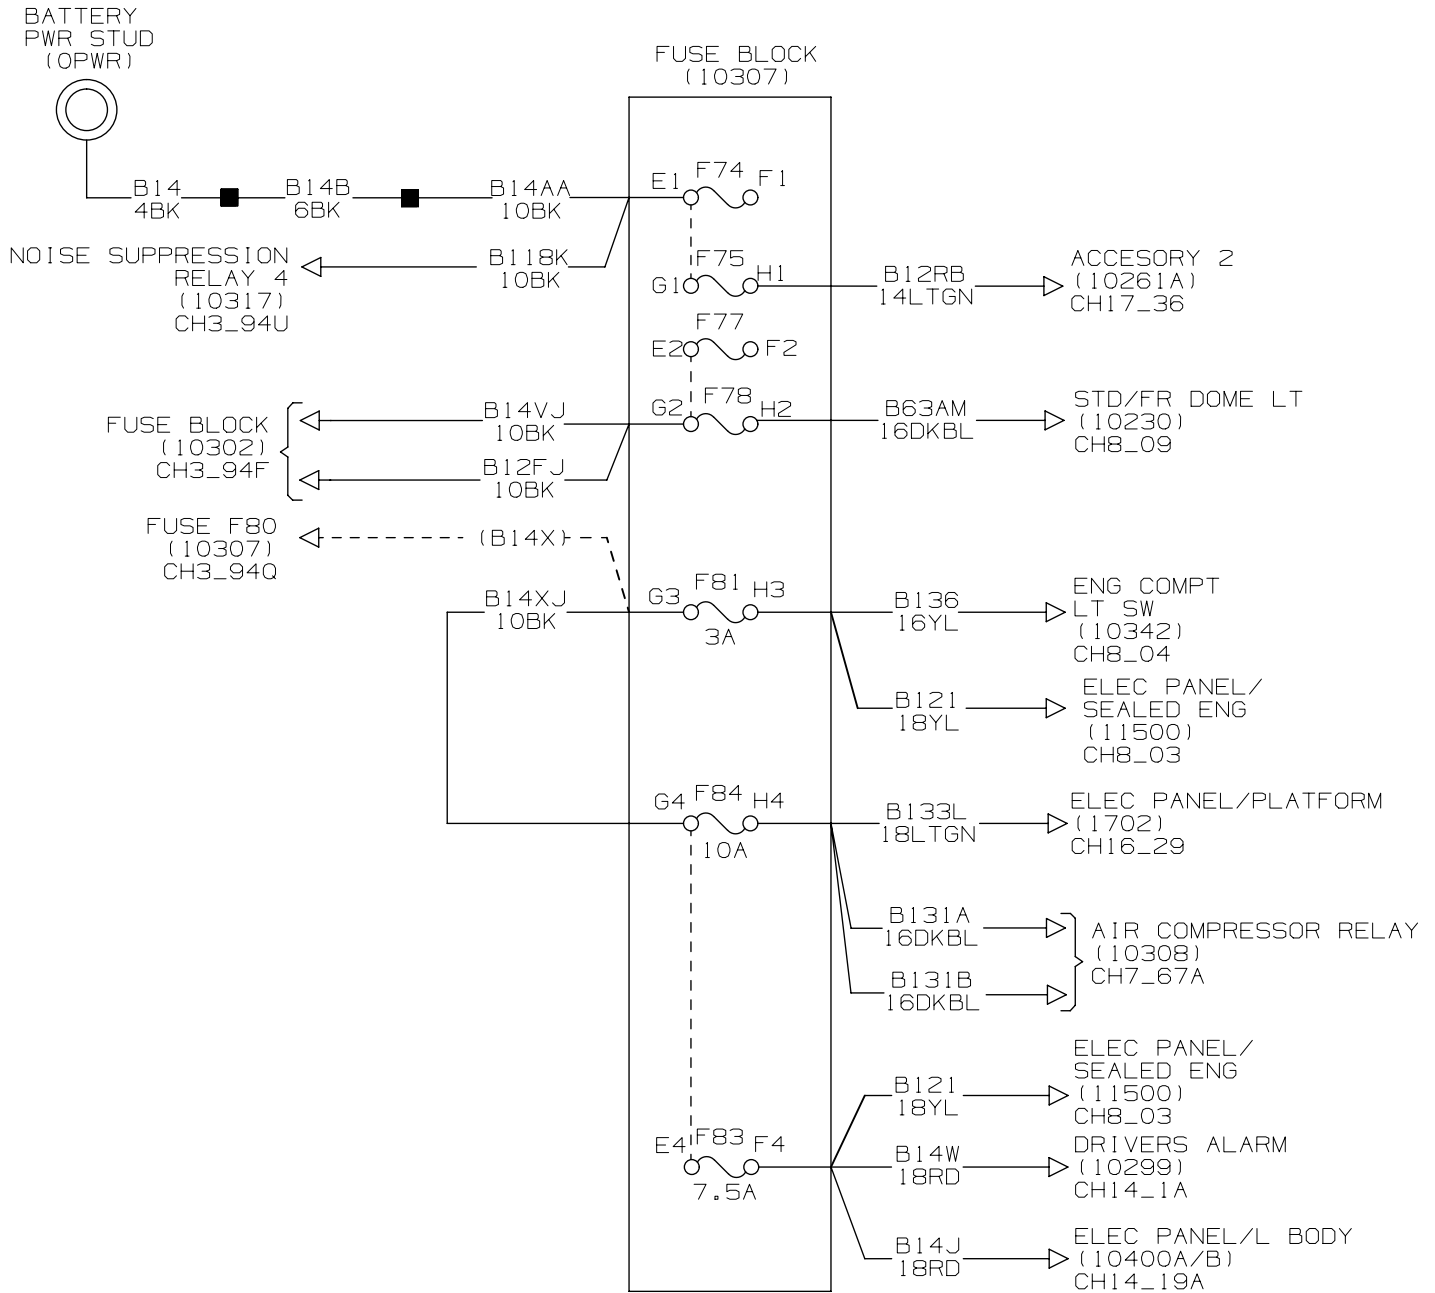 BATTERY
PWR STUD
(OPWR)
FUSE BLOCK
(10307)
B14
4BK
B14B
6BK
B14AA
10BK
E1
F74
F1
NOISE SUPPRESSION
RELAY 4
(10317)
CH3_94U
B118K
10BK
G1
F75
H1
B12RB
14LTGN
ACCESORY 2
(10261A)
CH17_36
E2
F77
F2
FUSE BLOCK
(10302)
CH3_94F
B14VJ
10BK
B12FJ
10BK
G2
F78
H2
B63AM
16DKBL
STD/FR DOME LT
(10230)
CH8_09
FUSE F80
(10307)
CH3_94Q
(B14X)
B14XJ
10BK
G3
F81
H3
3A
B136
16YL
ENG COMPT
LT SW
(10342)
CH8_04
B121
18YL
ELEC PANEL/
SEALED ENG
(11500)
CH8_03
G4
F84
H4
10A
B133L
18LTGN
ELEC PANEL/PLATFORM
(1702)
CH16_29
B131A
16DKBL
B131B
16DKBL
AIR COMPRESSOR RELAY
(10308)
CH7_67A
B121
18YL
ELEC PANEL/
SEALED ENG
(11500)
CH8_03
E4
F83
F4
7.5A
B14W
18RD
DRIVERS ALARM
(10299)
CH14_1A
B14J
18RD
ELEC PANEL/L BODY
(10400A/B)
CH14_19A